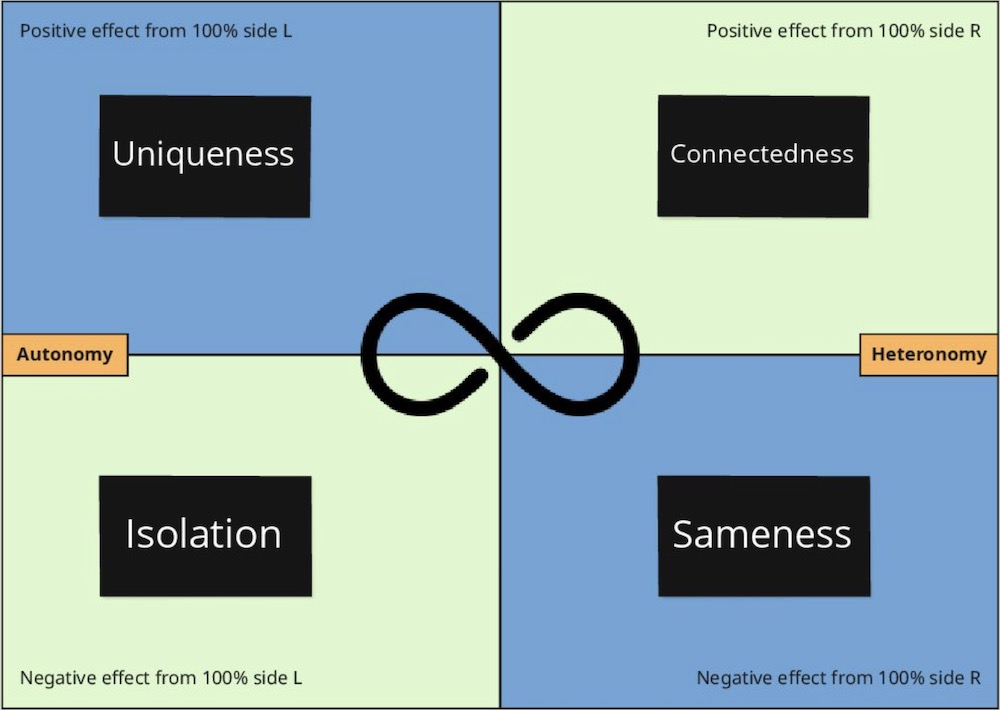 Positive effect from 100% side L
Positive effect from 100% side R
Uniqueness
Connectedness
Autonomy
Heteronomy
Isolation
Sameness
Negative effect from 100% side L
Negative effect from 100% side R